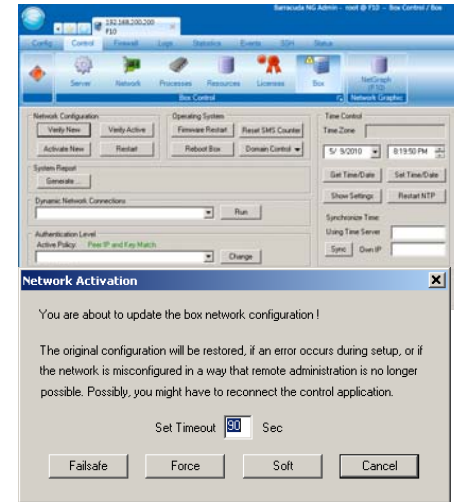 Barracuda NG Admin - root @ F10 - Box Control / Box
192.168.200.200
F10
Config Control Firewall Logs Statistics Events SSH Status
Server Network Processes Resources Licenses Box NetGraph
(F10)
Box Control Network Graphic
Network Configuration Operating System Time Control
Verify New Verify Active Firmware Restart Reset SMS Counter Time Zone
Activate New Restart Reboot Box Domain Control 5/ 9/2010 8:19:50 PM
System Report
Generate ... Get Time/Date Set Time/Date
Dynamic Network Connections Show Settings Restart NTP
Run
Synchronize Time:
Authentication Level Using Time Server
Active Policy: Peer IP and Key Match
Change Sync Own IP
Network Activation
You are about to update the box network configuration !
The original configuration will be restored, if an error occurs during setup, or if
the network is misconfigured in a way that remote administration is no longer
possible. Possibly, you might have to reconnect the control application.
Set Timeout 90 Sec
Failsafe Force Soft Cancel